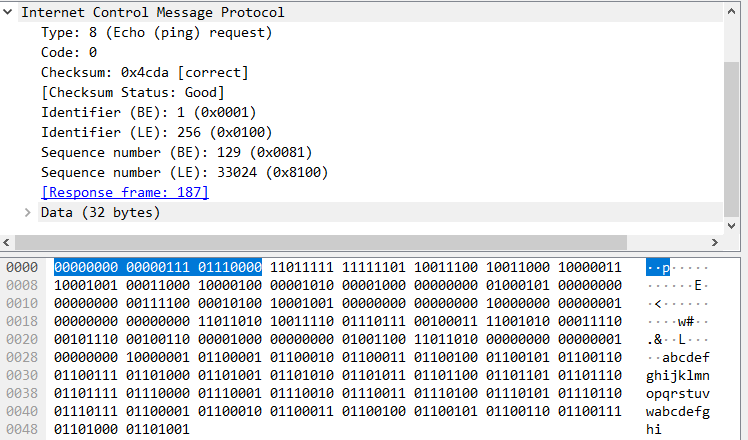 Internet Control Message Protocol
Type: 8 (Echo (ping) request)
Code: 0
Checksum: 0x4cda [correct]
[Checksum Status: Good]
Identifier (BE): 1 (0x0001)
Identifier (LE): 256 (0x0100)
Sequence number (BE): 129 (0x0081)
Sequence number (LE): 33024 (0x8100)
[Response frame: 187]
Data (32 bytes)
0000 00000000 00000111 01110000 11011111 11111101 10011100 10011000 10000011 ··p·····
0008 10001001 00011000 10000100 00001010 00001000 00000000 01000101 00000000 ······E·
0010 00000000 00111100 00010100 10001001 00000000 00000000 10000000 00000001 ·<······
0018 00000000 00000000 11011010 10011110 01110111 00100011 11001010 00011110 ····w#··
0020 00101110 00100110 00001000 00000000 01001100 11011010 00000000 00000001 .&··L···
0028 00000000 10000001 01100001 01100010 01100011 01100100 01100101 01100110 ··abcdef
0030 01100111 01101000 01101001 01101010 01101011 01101100 01101101 01101110 ghijklmn
0038 01101111 01110000 01110001 01110010 01110011 01110100 01110101 01110110 opqrstuv
0040 01110111 01100001 01100010 01100011 01100100 01100101 01100110 01100111 wabcdefg
0048 01101000 01101001 hi